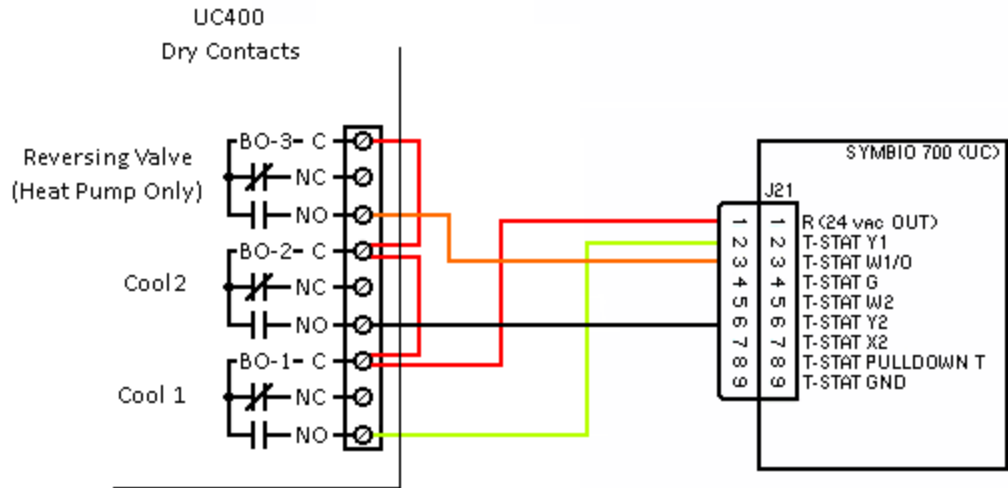 UC400
Dry Contacts
BO-3- C
Reversing Valve
(Heat Pump Only)
NC
NO
BO-2- C
Cool 2
NC
NO
BO-1- C
Cool 1
NC
NO
SYMBIO 700 (UC)
J21
1 1 R (24 vac OUT)
2 2 T-STAT Y1
3 3 T-STAT W1/O
4 4 T-STAT G
5 5 T-STAT W2
6 6 T-STAT Y2
7 7 T-STAT X2
8 8 T-STAT PULLDOWN T
9 9 T-STAT GND